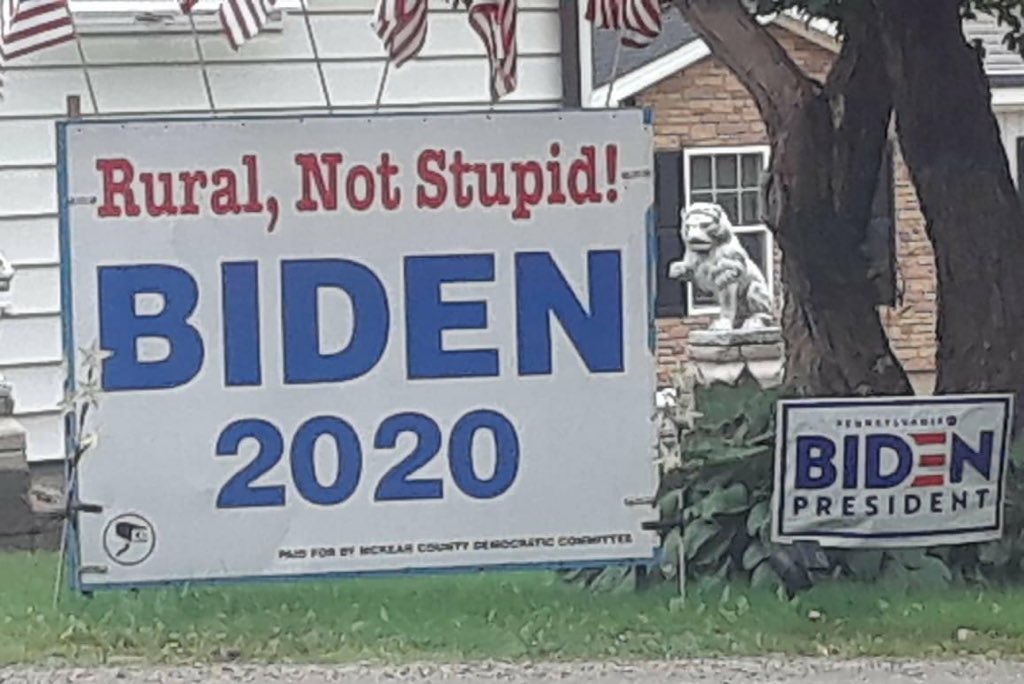 Rural, Not Stupid!
BIDEN
2020
PAID FOR BY MCKEAN COUNTY DEMOCRATIC COMMITTEE
PENNSYLVANIA
BIDEN
PRESIDENT